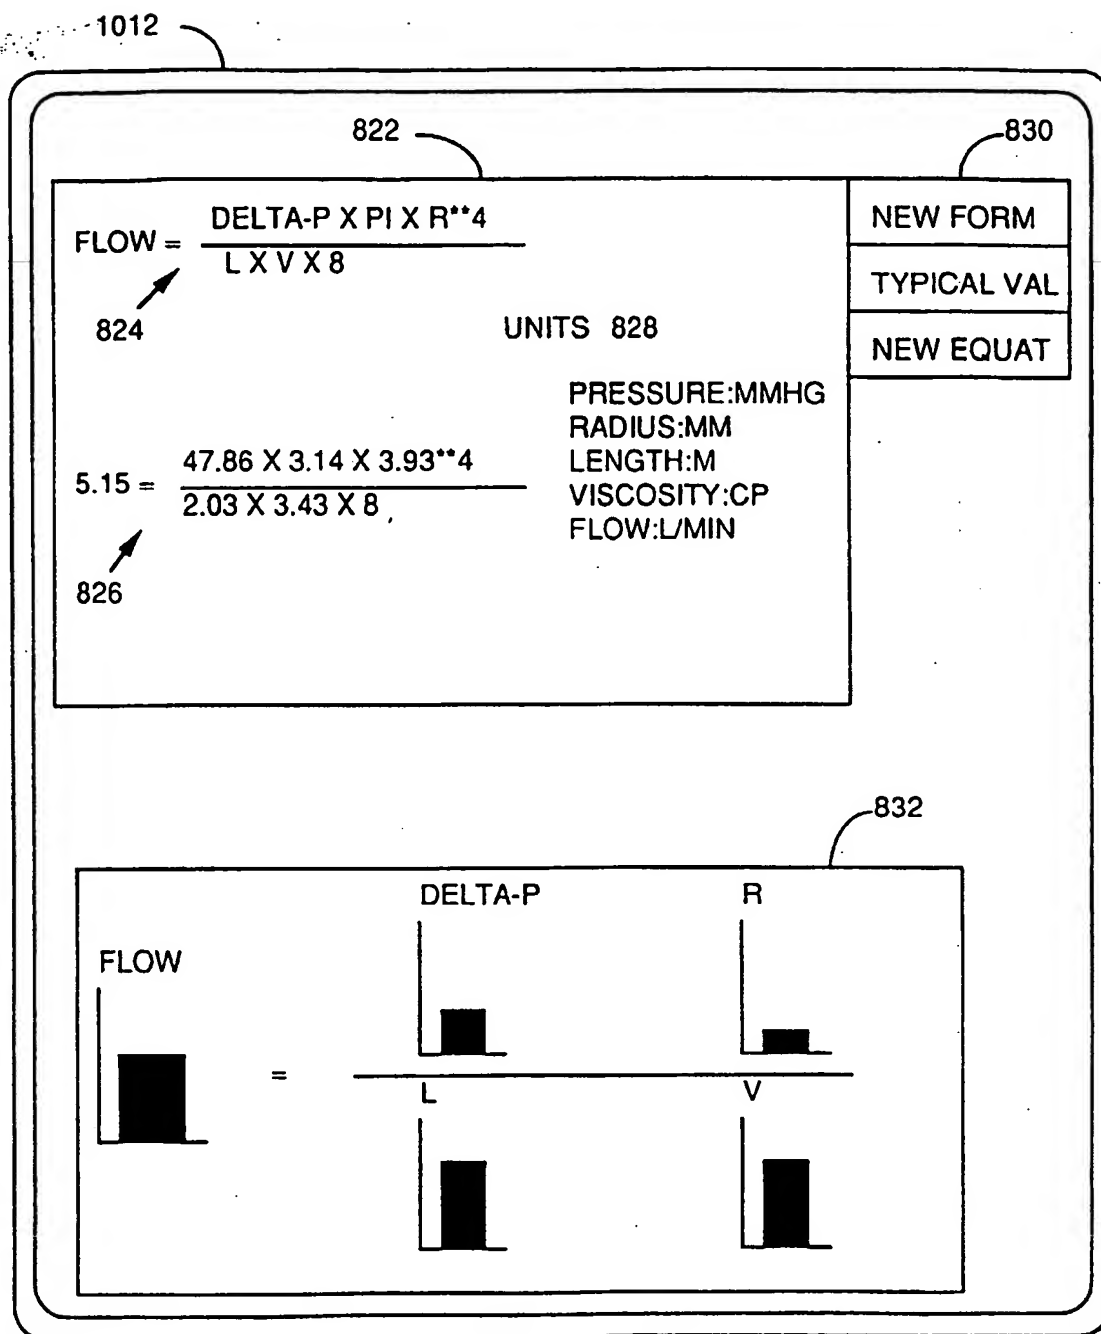 1012
822
830
FLOW = DELTA-P X PI X R**4
L X V X 8
824
UNITS 828
NEW FORM
TYPICAL VAL
NEW EQUAT
PRESSURE:MMHG
RADIUS:MM
LENGTH:M
VISCOSITY:CP
FLOW:L/MIN
5.15 = 47.86 X 3.14 X 3.93**4
2.03 X 3.43 X 8
826
832
FLOW
=
DELTA-P
R
L
V